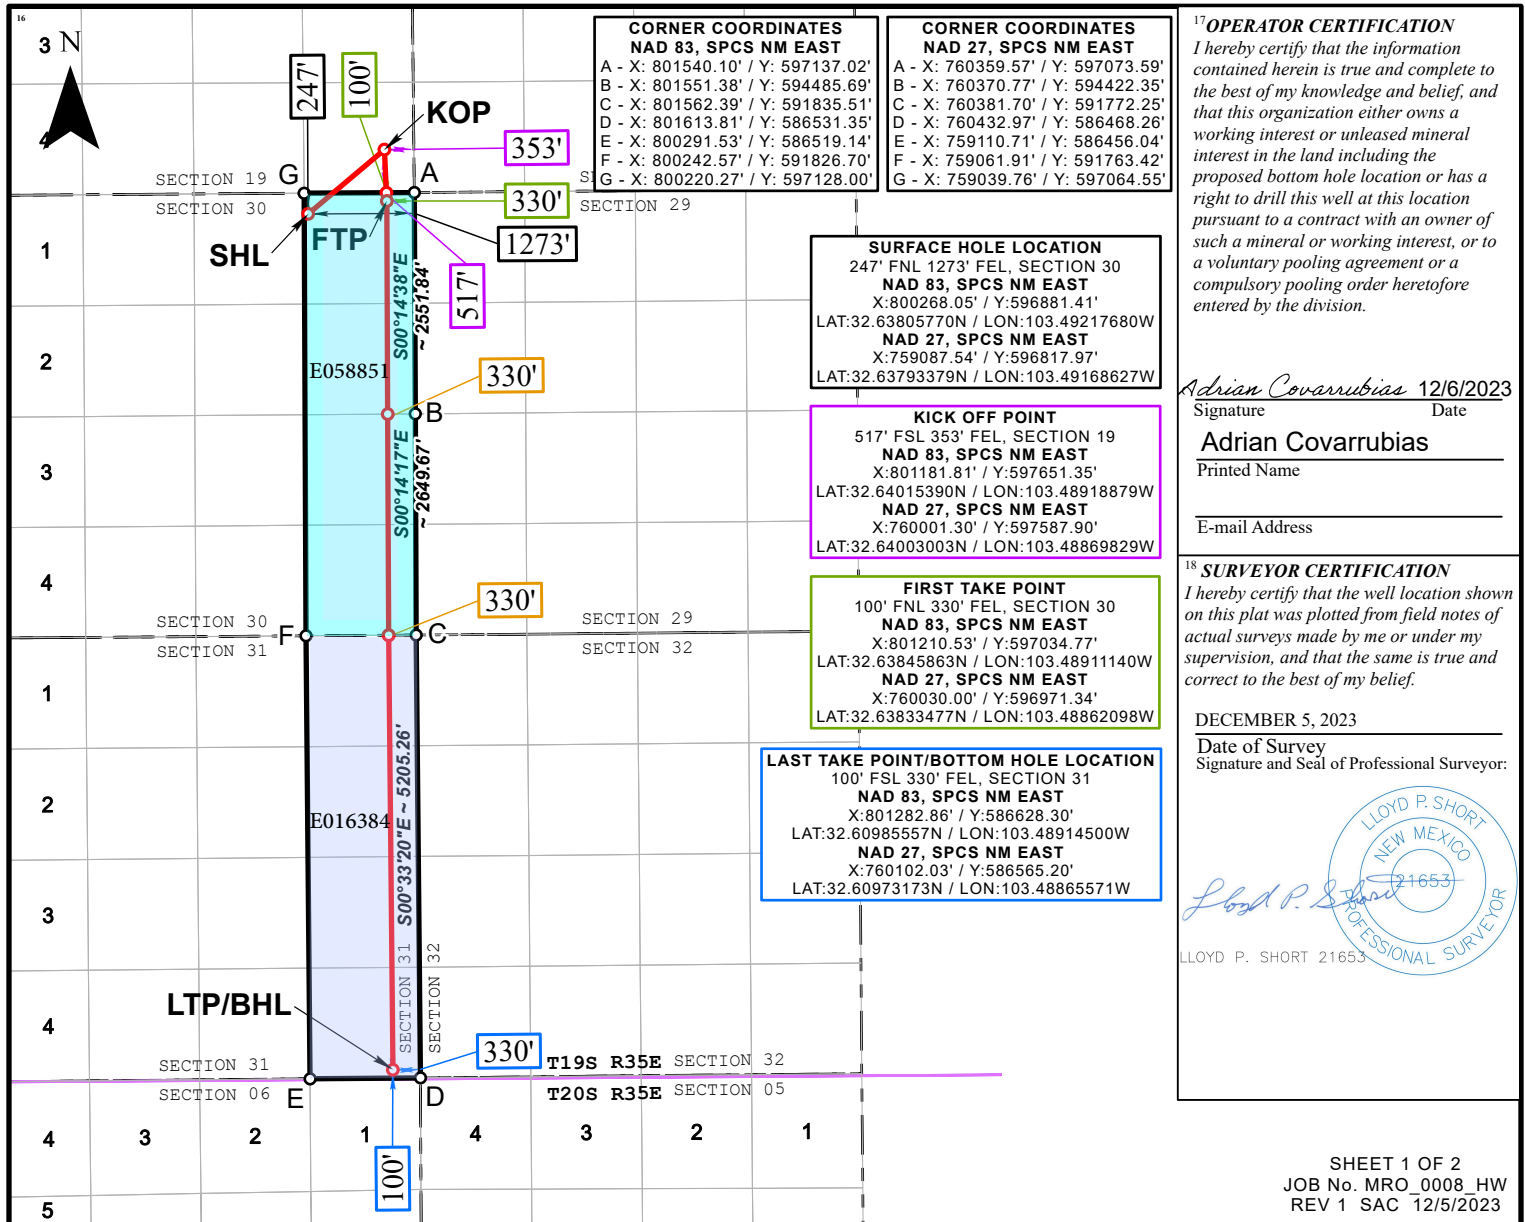 16
3
N
4
1
2
3
4
1
2
3
4
4
3
2
1
4
3
2
1
5
247'
100'
KOP
353'
G
A
SECTION 19
SECTION 30
SECTION 29
330'
SHL
FTP
1273'
517'
S00°14'38"E
~ 2551.84'
E058851
330'
B
S00°14'17"E
~ 2649.67'
330'
SECTION 30
F
C
SECTION 29
SECTION 31
SECTION 32
S00°33'20"E ~ 5205.26'
E016384
SECTION 31
SECTION 32
LTP/BHL
330'
SECTION 31
T19S R35E SECTION 32
SECTION 06
E
D
T20S R35E SECTION 05
100'
CORNER COORDINATES
NAD 83, SPCS NM EAST
A - X: 801540.10' / Y: 597137.02'
B - X: 801551.38' / Y: 594485.69'
C - X: 801562.39' / Y: 591835.51'
D - X: 801613.81' / Y: 586531.35'
E - X: 800291.53' / Y: 586519.14'
F - X: 800242.57' / Y: 591826.70'
G - X: 800220.27' / Y: 597128.00'
CORNER COORDINATES
NAD 27, SPCS NM EAST
A - X: 760359.57' / Y: 597073.59'
B - X: 760370.77' / Y: 594422.35'
C - X: 760381.70' / Y: 591772.25'
D - X: 760432.97' / Y: 586468.26'
E - X: 759110.71' / Y: 586456.04'
F - X: 759061.91' / Y: 591763.42'
G - X: 759039.76' / Y: 597064.55'
SURFACE HOLE LOCATION
247' FNL 1273' FEL, SECTION 30
NAD 83, SPCS NM EAST
X:800268.05' / Y:596881.41'
LAT:32.63805770N / LON:103.49217680W
NAD 27, SPCS NM EAST
X:759087.54' / Y:596817.97'
LAT:32.63793379N / LON:103.49168627W
KICK OFF POINT
517' FSL 353' FEL, SECTION 19
NAD 83, SPCS NM EAST
X:801181.81' / Y:597651.35'
LAT:32.64015390N / LON:103.48918879W
NAD 27, SPCS NM EAST
X:760001.30' / Y:597587.90'
LAT:32.64003003N / LON:103.48869829W
FIRST TAKE POINT
100' FNL 330' FEL, SECTION 30
NAD 83, SPCS NM EAST
X:801210.53' / Y:597034.77'
LAT:32.63845863N / LON:103.48911140W
NAD 27, SPCS NM EAST
X:760030.00' / Y:596971.34'
LAT:32.63833477N / LON:103.48862098W
LAST TAKE POINT/BOTTOM HOLE LOCATION
100' FSL 330' FEL, SECTION 31
NAD 83, SPCS NM EAST
X:801282.86' / Y:586628.30'
LAT:32.60985557N / LON:103.48914500W
NAD 27, SPCS NM EAST
X:760102.03' / Y:586565.20'
LAT:32.60973173N / LON:103.48865571W
17 OPERATOR CERTIFICATION
I hereby certify that the information
contained herein is true and complete to
the best of my knowledge and belief, and
that this organization either owns a
working interest or unleased mineral
interest in the land including the
proposed bottom hole location or has a
right to drill this well at this location
pursuant to a contract with an owner of
such a mineral or working interest, or to
a voluntary pooling agreement or a
compulsory pooling order heretofore
entered by the division.
Adrian Covarrubias 12/6/2023
Signature Date
Adrian Covarrubias
Printed Name
E-mail Address
18 SURVEYOR CERTIFICATION
I hereby certify that the well location shown
on this plat was plotted from field notes of
actual surveys made by me or under my
supervision, and that the same is true and
correct to the best of my belief.
DECEMBER 5, 2023
Date of Survey
Signature and Seal of Professional Surveyor:
LLOYD P. SHORT
NEW MEXICO
21653
PROFESSIONAL SURVEYOR
Lloyd P. Short
LLOYD P. SHORT 21653
SHEET 1 OF 2
JOB No. MRO_0008_HW
REV 1 SAC 12/5/2023